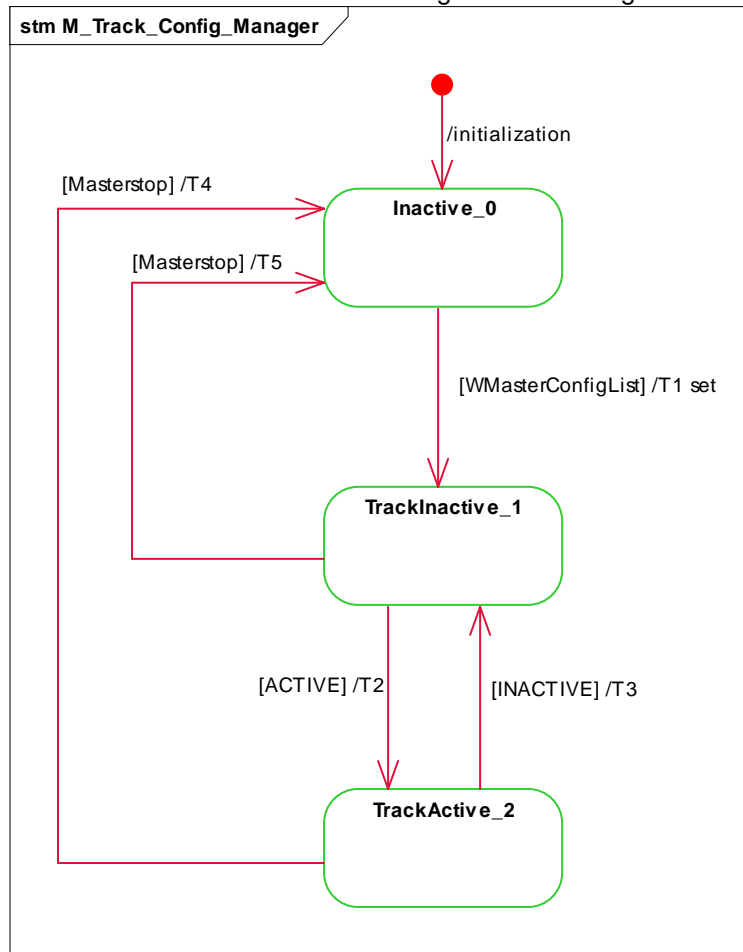 stm M_Track_Config_Manager
/initialization
[Masterstop] /T4
Inactive_0
[Masterstop] /T5
[WMasterConfigList] /T1 set
TrackInactive_1
[ACTIVE] /T2
[INACTIVE] /T3
TrackActive_2